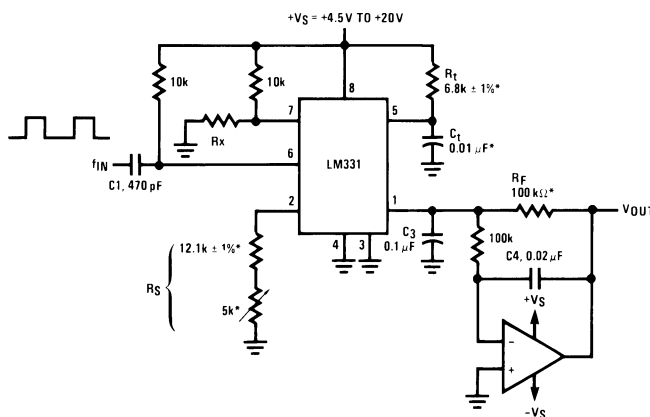 +VS = +4.5V TO +20V
10k
10k
Rt
6.8k ± 1%*
8
7
5
Rx
Ct
0.01 µF*
LM331
fIN
6
C1, 470 pF
RF
100 kΩ*
2
1
VOUT
12.1k ± 1%*
C3
0.1 µF
100k
4
3
C4, 0.02 µF
RS
5k*
+VS
−
+
−VS